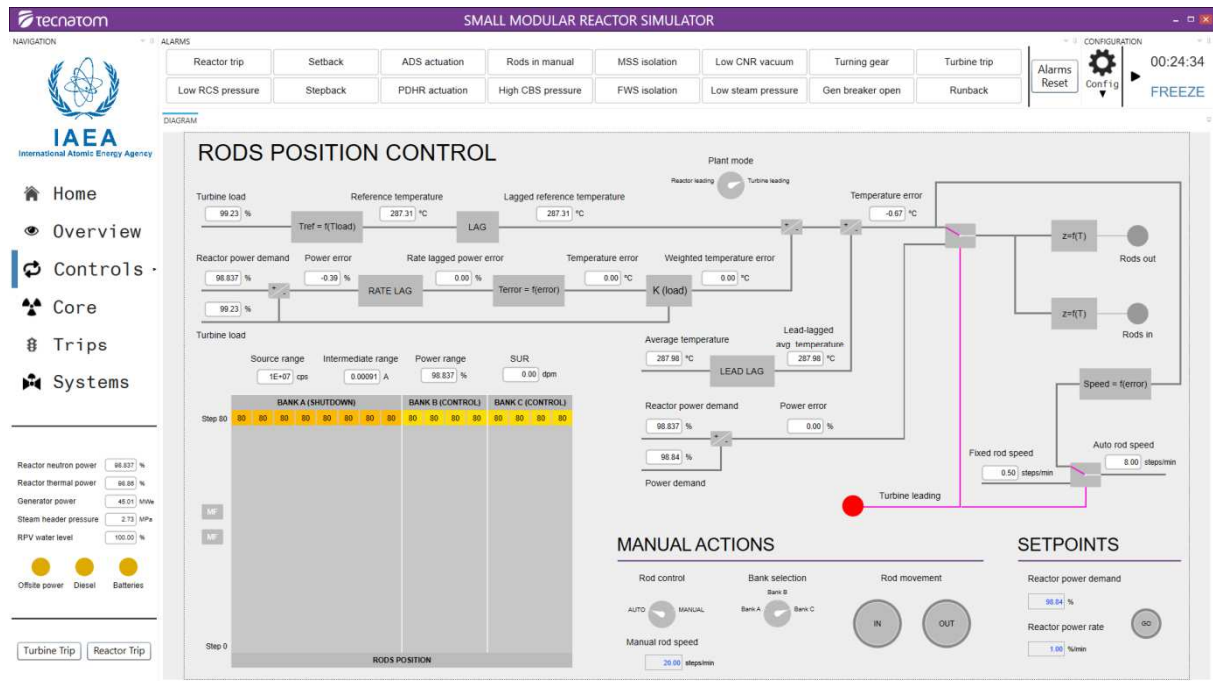 tecnatom
SMALL MODULAR REACTOR SIMULATOR
NAVIGATION
ALARMS
CONFIGURATION
Reactor trip
Setback
ADS actuation
Rods in manual
MSS isolation
Low CNR vacuum
Turning gear
Turbine trip
Low RCS pressure
Stepback
PDHR actuation
High CBS pressure
FWS isolation
Low steam pressure
Gen breaker open
Runback
Alarms
Reset
Config
00:24:34
FREEZE
IAEA
International Atomic Energy Agency
Home
Overview
Controls
Core
Trips
Systems
Reactor neutron power 98.837 %
Reactor thermal power 98.86 %
Generator power 45.01 MWe
Steam header pressure 2.73 MPa
RPV water level 100.00 %
Offsite power Diesel Batteries
Turbine Trip Reactor Trip
DIAGRAM
RODS POSITION CONTROL
Plant mode
Reactor leading Turbine leading
Turbine load
99.23 %
Tref = f(Tload)
Reference temperature
287.31 °C
LAG
Lagged reference temperature
287.31 °C
Temperature error
-0.67 °C
z=f(T)
Rods out
Reactor power demand
98.837 %
Power error
-0.39 %
RATE LAG
Rate lagged power error
0.00 %
Terror = f(error)
Temperature error
0.00 °C
K (load)
Weighted temperature error
0.00 °C
99.23 %
Turbine load
z=f(T)
Rods in
Average temperature
287.98 °C
LEAD LAG
Lead-lagged
avg temperature
287.98 °C
Speed = f(error)
Source range
1E+07 cps
Intermediate range
0.00091 A
Power range
98.837 %
SUR
0.00 dpm
BANK A (SHUTDOWN) BANK B (CONTROL) BANK C (CONTROL)
Step 80 80 80 80 80 80 80 80 80 80 80 80 80 80 80 80
MF
MF
Step 0
RODS POSITION
Reactor power demand
98.837 %
Power error
0.00 %
98.84 %
Power demand
Fixed rod speed
0.50 steps/min
Auto rod speed
8.00 steps/min
Turbine leading
MANUAL ACTIONS
Rod control
AUTO MANUAL
Manual rod speed
20.00 steps/min
Bank selection
Bank B
Bank A Bank C
Rod movement
IN OUT
SETPOINTS
Reactor power demand
98.84 %
Reactor power rate
1.00 %/min
GO